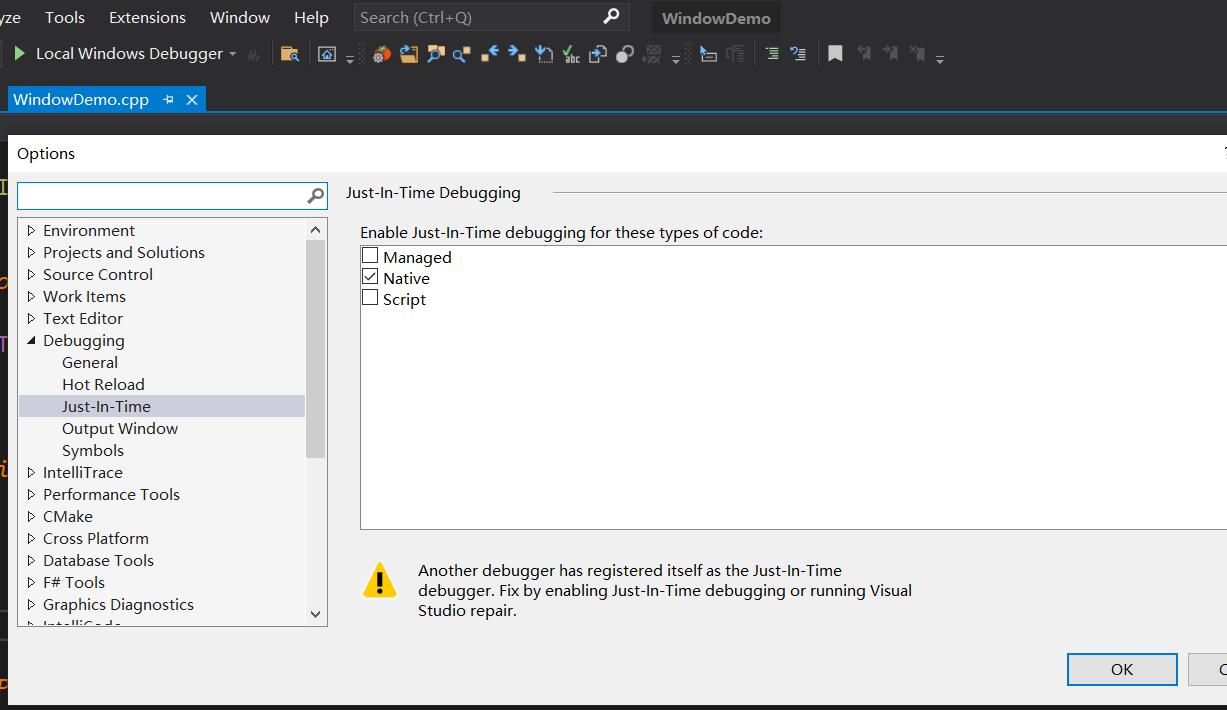 Tools Extensions Window Help Search (Ctrl+Q) WindowDemo
Local Windows Debugger
WindowDemo.cpp
Options
Just-In-Time Debugging
Enable Just-In-Time debugging for these types of code:
Managed
Native
Script
Environment
Projects and Solutions
Source Control
Work Items
Text Editor
Debugging
General
Hot Reload
Just-In-Time
Output Window
Symbols
IntelliTrace
Performance Tools
CMake
Cross Platform
Database Tools
F# Tools
Graphics Diagnostics
Another debugger has registered itself as the Just-In-Time
debugger. Fix by enabling Just-In-Time debugging or running Visual
Studio repair.
OK